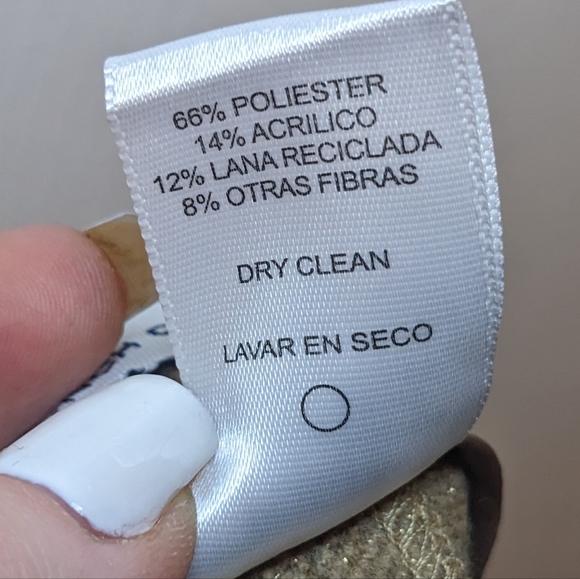 66% POLIESTER
14% ACRILICO
12% LANA RECICLADA
8% OTRAS FIBRAS
DRY CLEAN
LAVAR EN SECO